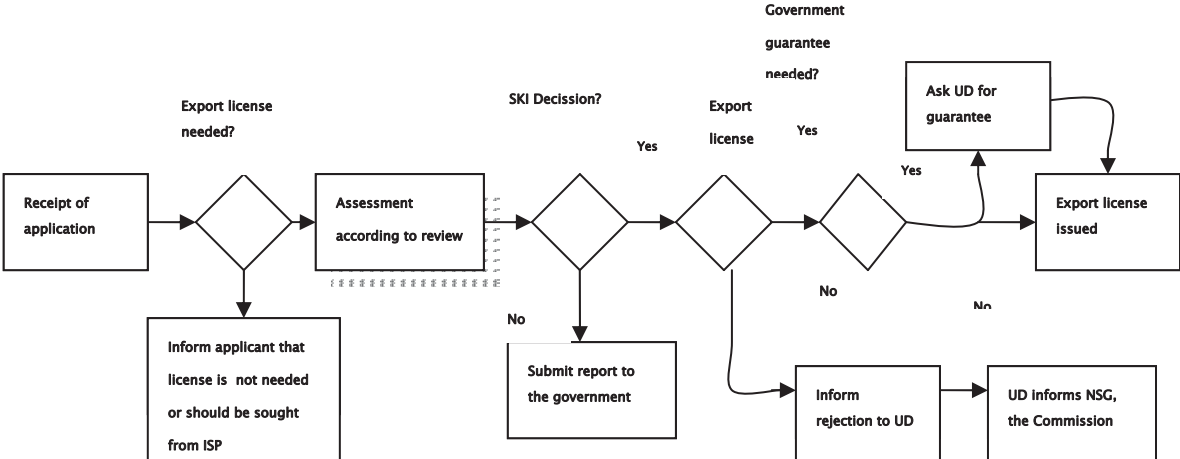 Government
guarantee
needed?
Export license
needed?
SKI Decission?
Export
license
Yes
Yes
Yes
Ask UD for
guarantee
Receipt of
application
Assessment
according to review
Export license
issued
No
No
No
Inform applicant that
license is not needed
or should be sought
from ISP
Submit report to
the government
Inform
rejection to UD
UD informs NSG,
the Commission